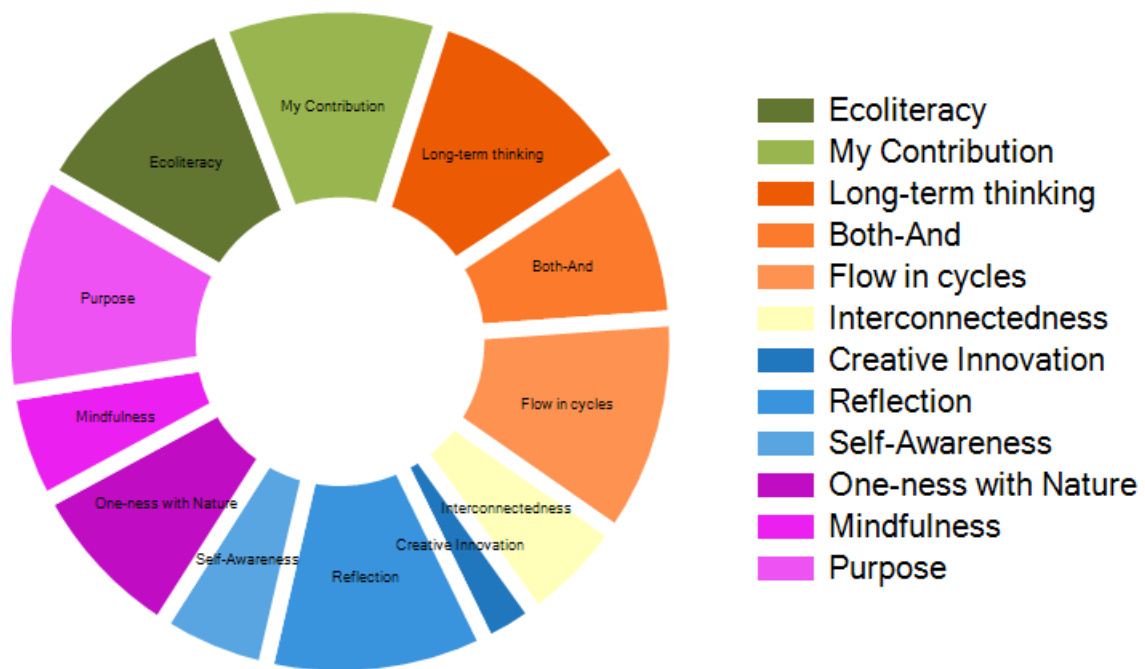 My Contribution
Ecoliteracy
Long-term thinking
Both-And
Purpose
Flow in cycles
Mindfulness
One-ness with Nature
Interconnectedness
Creative Innovation
Self-Awareness
Reflection
Ecoliteracy
My Contribution
Long-term thinking
Both-And
Flow in cycles
Interconnectedness
Creative Innovation
Reflection
Self-Awareness
One-ness with Nature
Mindfulness
Purpose